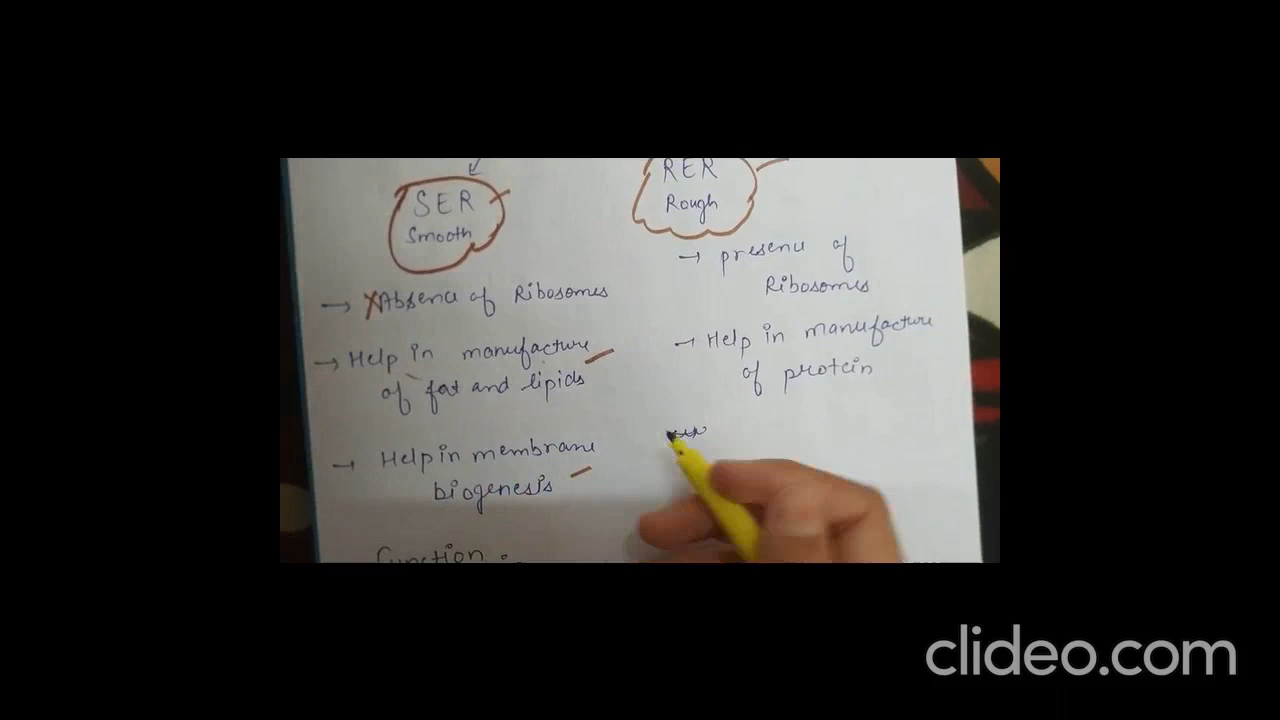 SER
Smooth
→ Absence of Ribosomes
→ Help in manufacture
of fat and lipids
→ Help in membrane
biogenesis
Function :
RER
Rough
→ presence of
Ribosomes
→ Help in manufacture
of protein
clideo.com